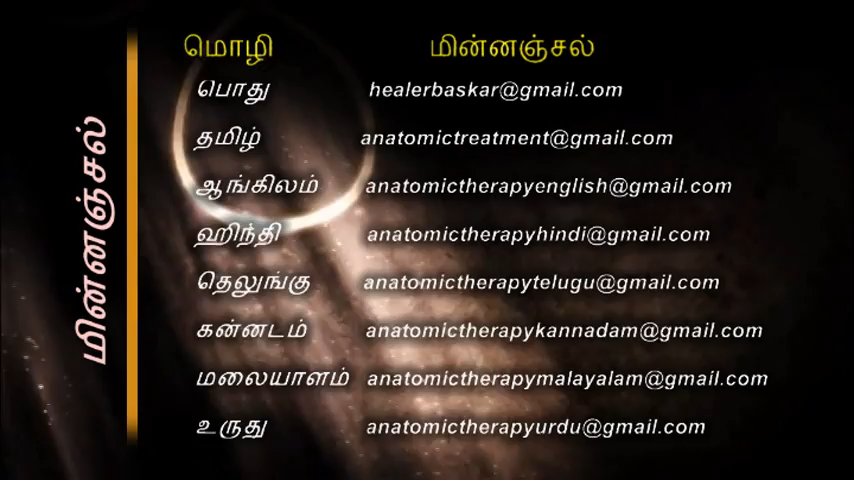 மின்னஞ்சல்
மொழி மின்னஞ்சல்
பொது healerbaskar@gmail.com
தமிழ் anatomictreatment@gmail.com
ஆங்கிலம் anatomictherapyenglish@gmail.com
ஹிந்தி anatomictherapyhindi@gmail.com
தெலுங்கு anatomictherapytelugu@gmail.com
கன்னடம் anatomictherapykannadam@gmail.com
மலையாளம் anatomictherapymalayalam@gmail.com
உருது anatomictherapyurdu@gmail.com